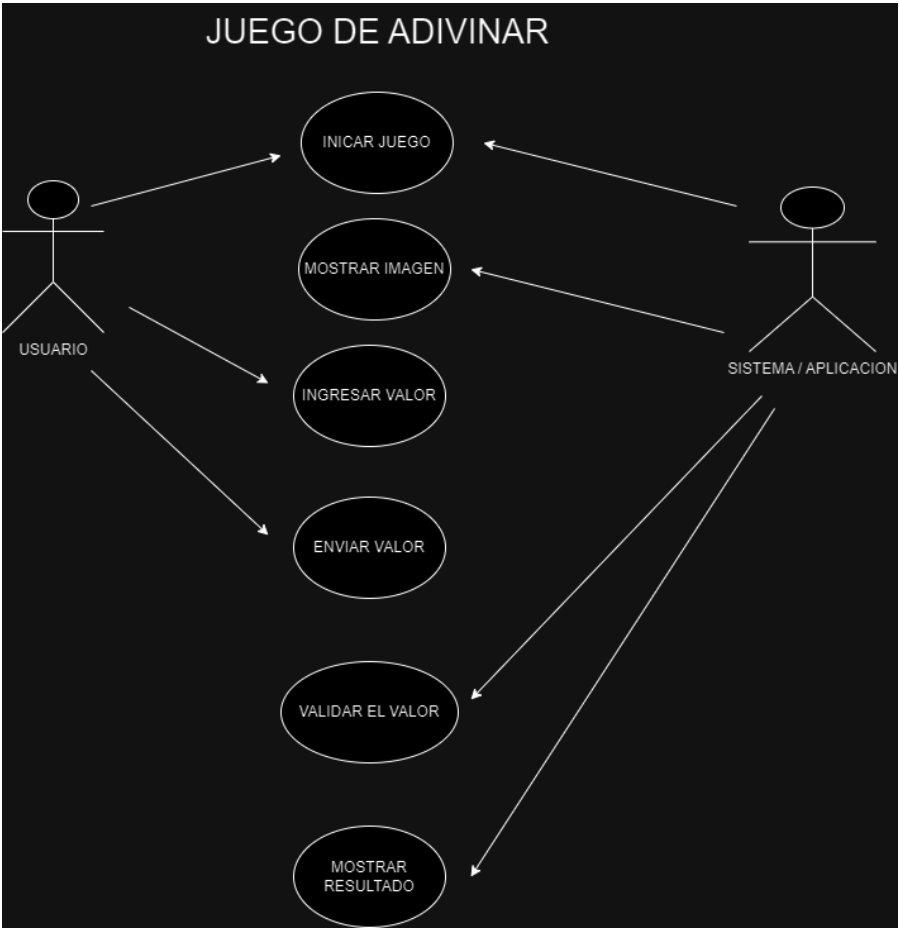 JUEGO DE ADIVINAR
INICAR JUEGO
MOSTRAR IMAGEN
USUARIO
SISTEMA / APLICACION
INGRESAR VALOR
ENVIAR VALOR
VALIDAR EL VALOR
MOSTRAR
RESULTADO